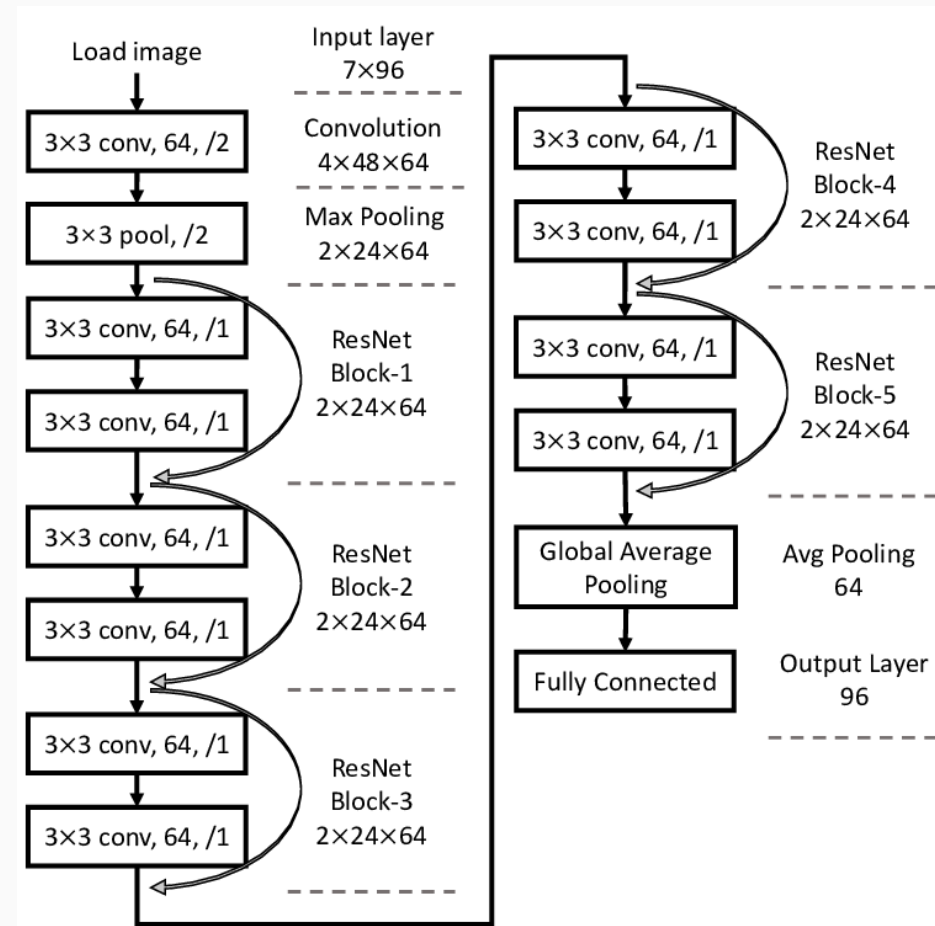 Load image
Input layer
7×96
3×3 conv, 64, /2
Convolution
4×48×64
3×3 pool, /2
Max Pooling
2×24×64
3×3 conv, 64, /1
3×3 conv, 64, /1
ResNet
Block-1
2×24×64
3×3 conv, 64, /1
3×3 conv, 64, /1
ResNet
Block-2
2×24×64
3×3 conv, 64, /1
3×3 conv, 64, /1
ResNet
Block-3
2×24×64
3×3 conv, 64, /1
3×3 conv, 64, /1
ResNet
Block-4
2×24×64
3×3 conv, 64, /1
3×3 conv, 64, /1
ResNet
Block-5
2×24×64
Global Average
Pooling
Avg Pooling
64
Fully Connected
Output Layer
96